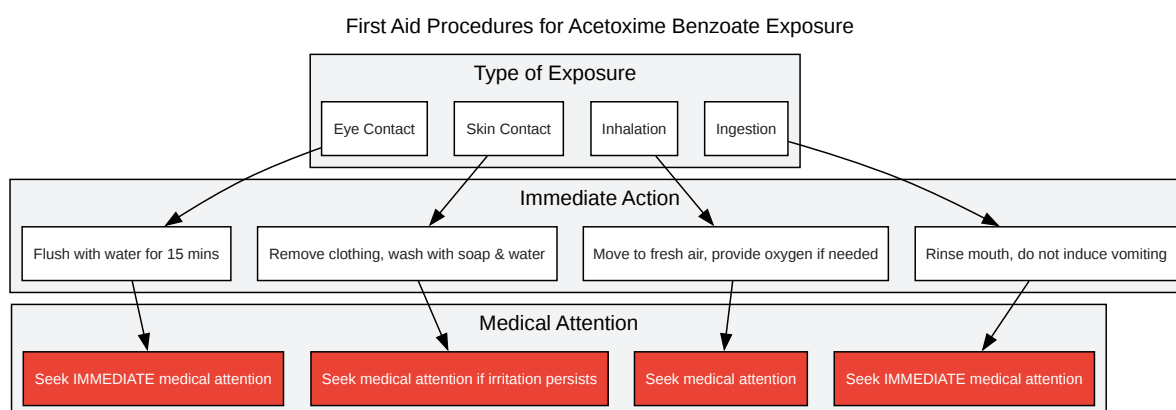 First Aid Procedures for Acetoxime Benzoate Exposure
Type of Exposure
Eye Contact
Skin Contact
Inhalation
Ingestion
Immediate Action
Flush with water for 15 mins
Remove clothing, wash with soap & water
Move to fresh air, provide oxygen if needed
Rinse mouth, do not induce vomiting
Medical Attention
Seek IMMEDIATE medical attention
Seek medical attention if irritation persists
Seek medical attention
Seek IMMEDIATE medical attention